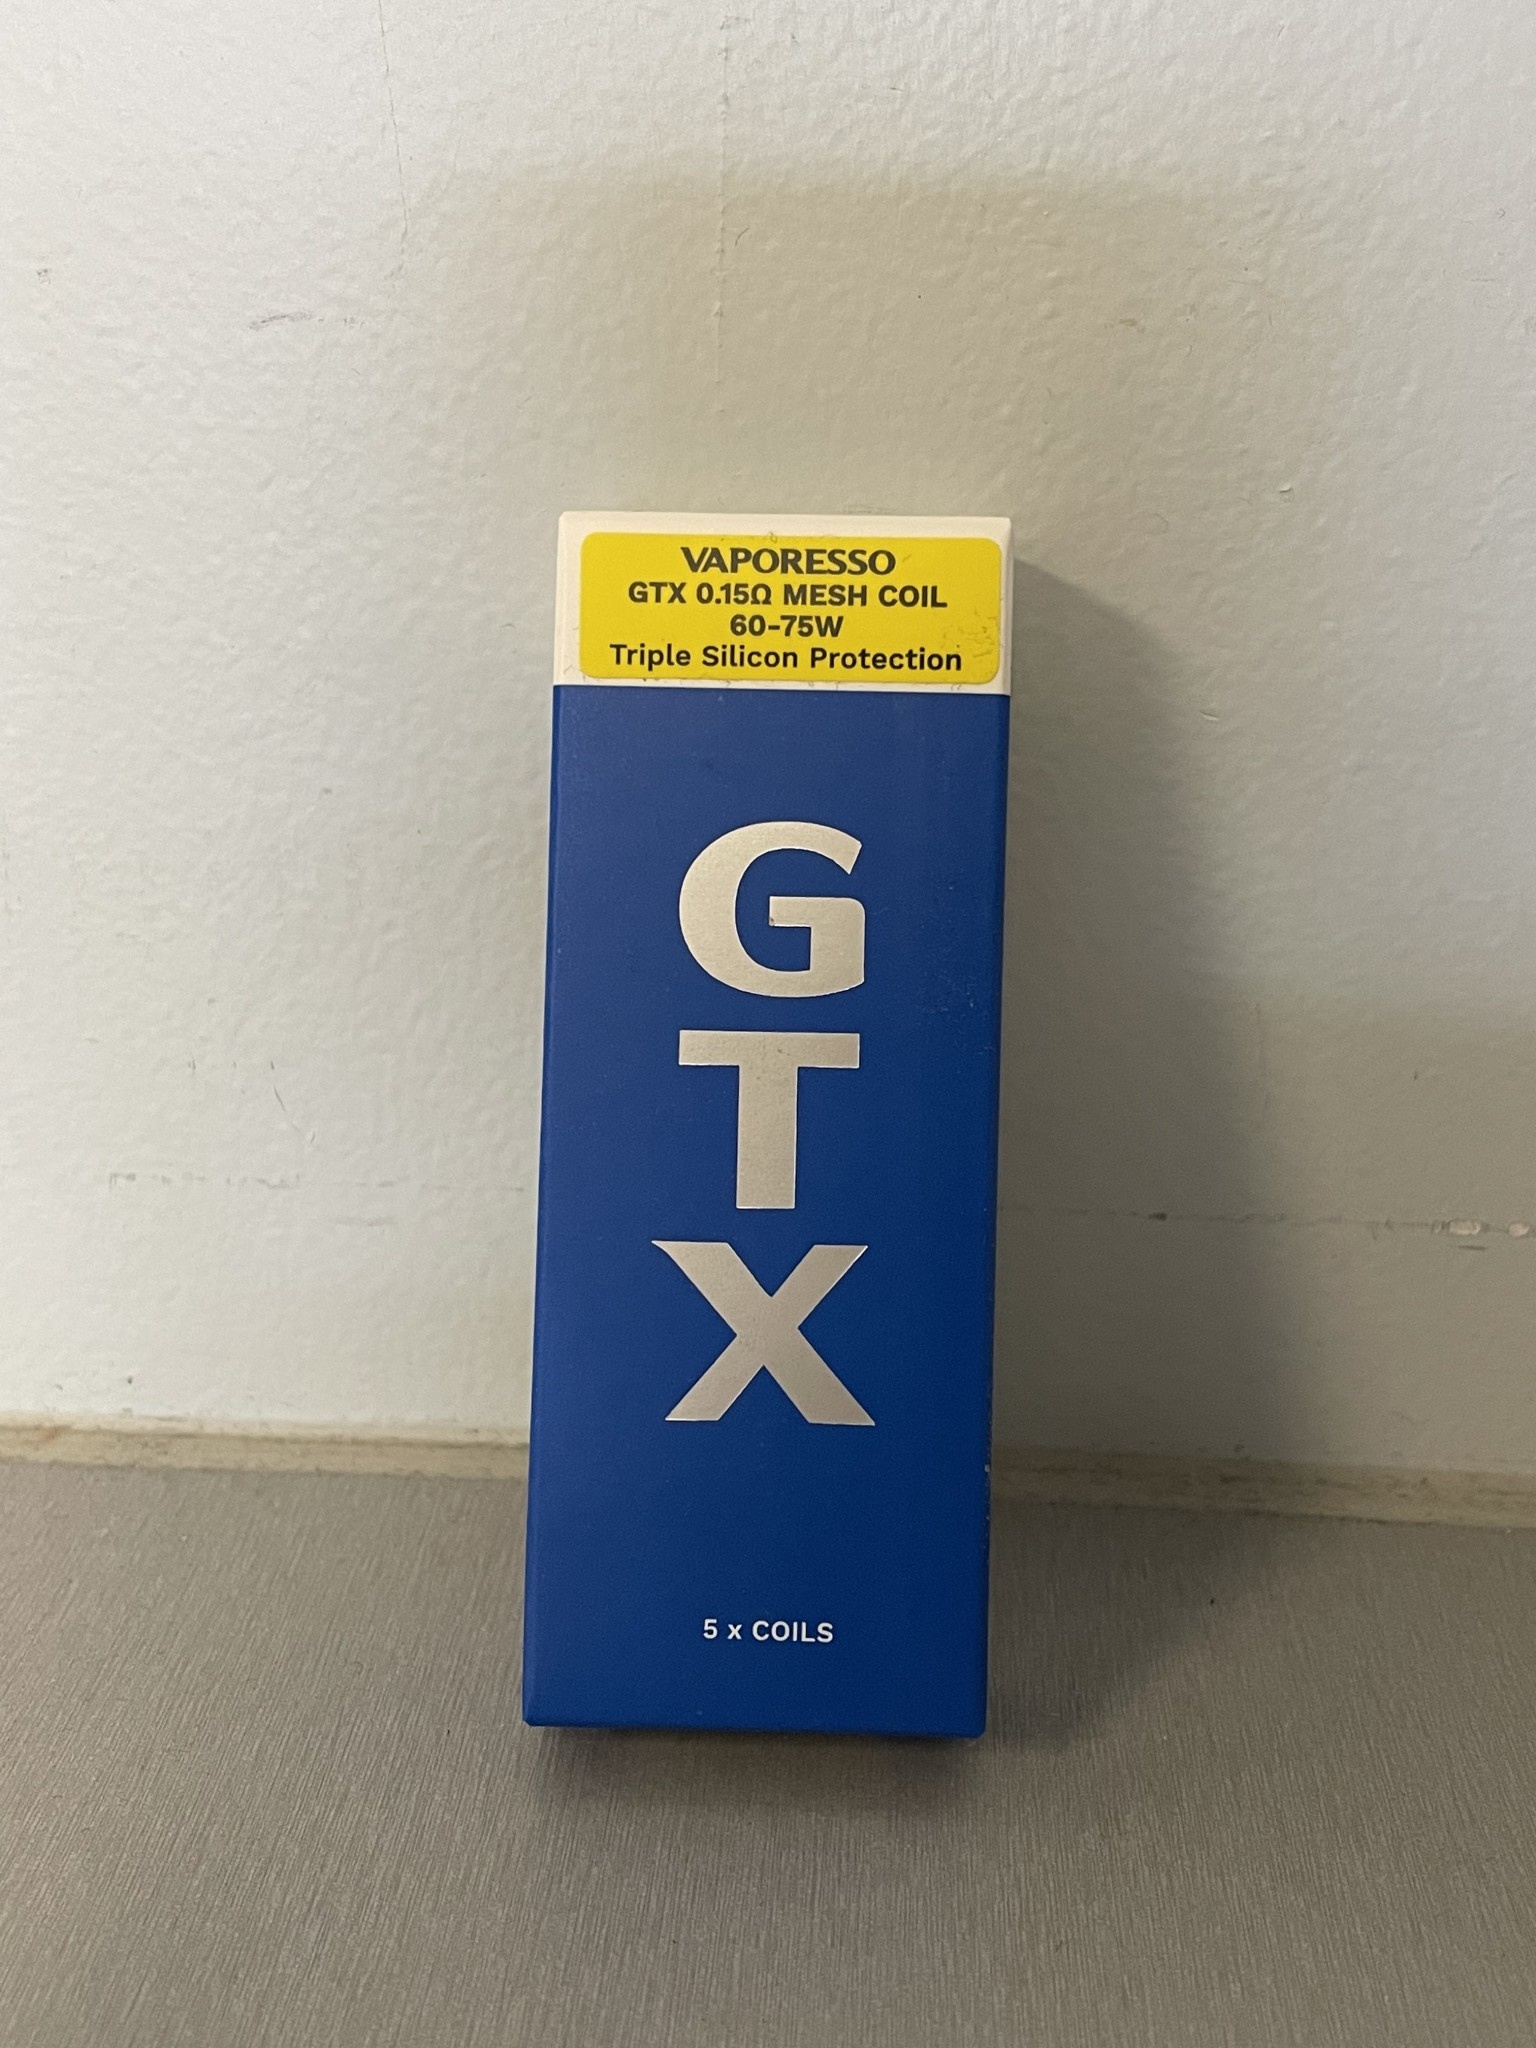 VAPORESSO
GTX 0.15Ω MESH COIL
60-75W
Triple Silicon Protection
G
T
X
5 x COILS